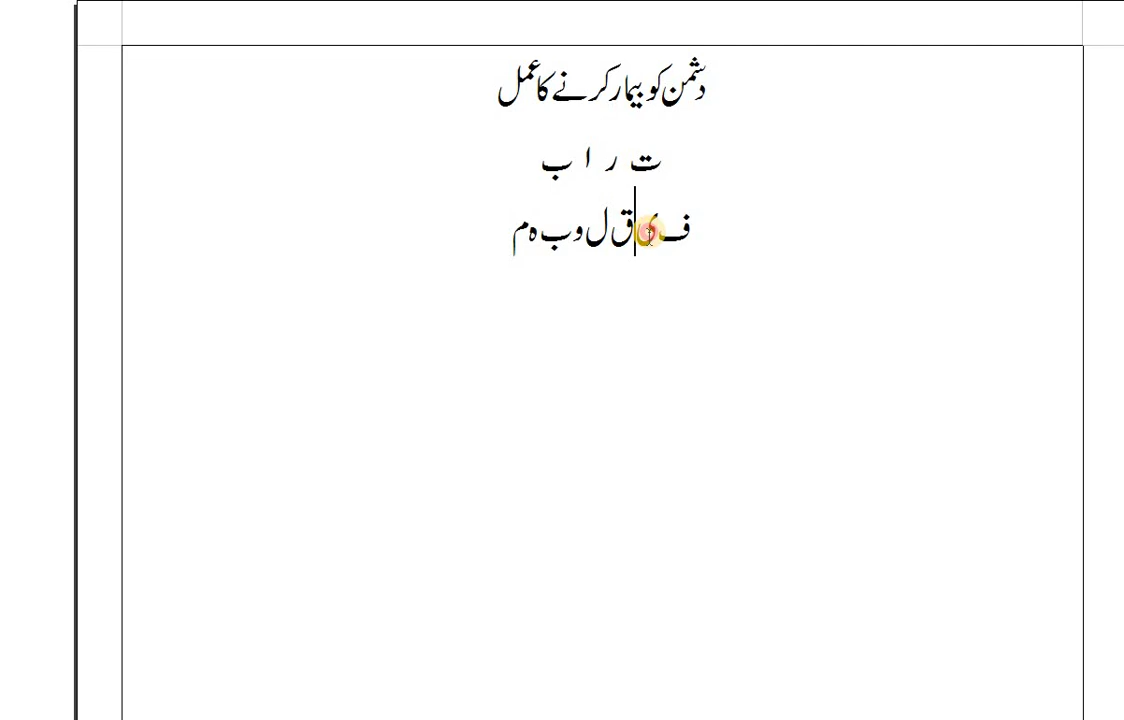 دشمن کو بیمار کرنے کا عمل
ت ر ا ب
ف ی ق ل و ب ہ م